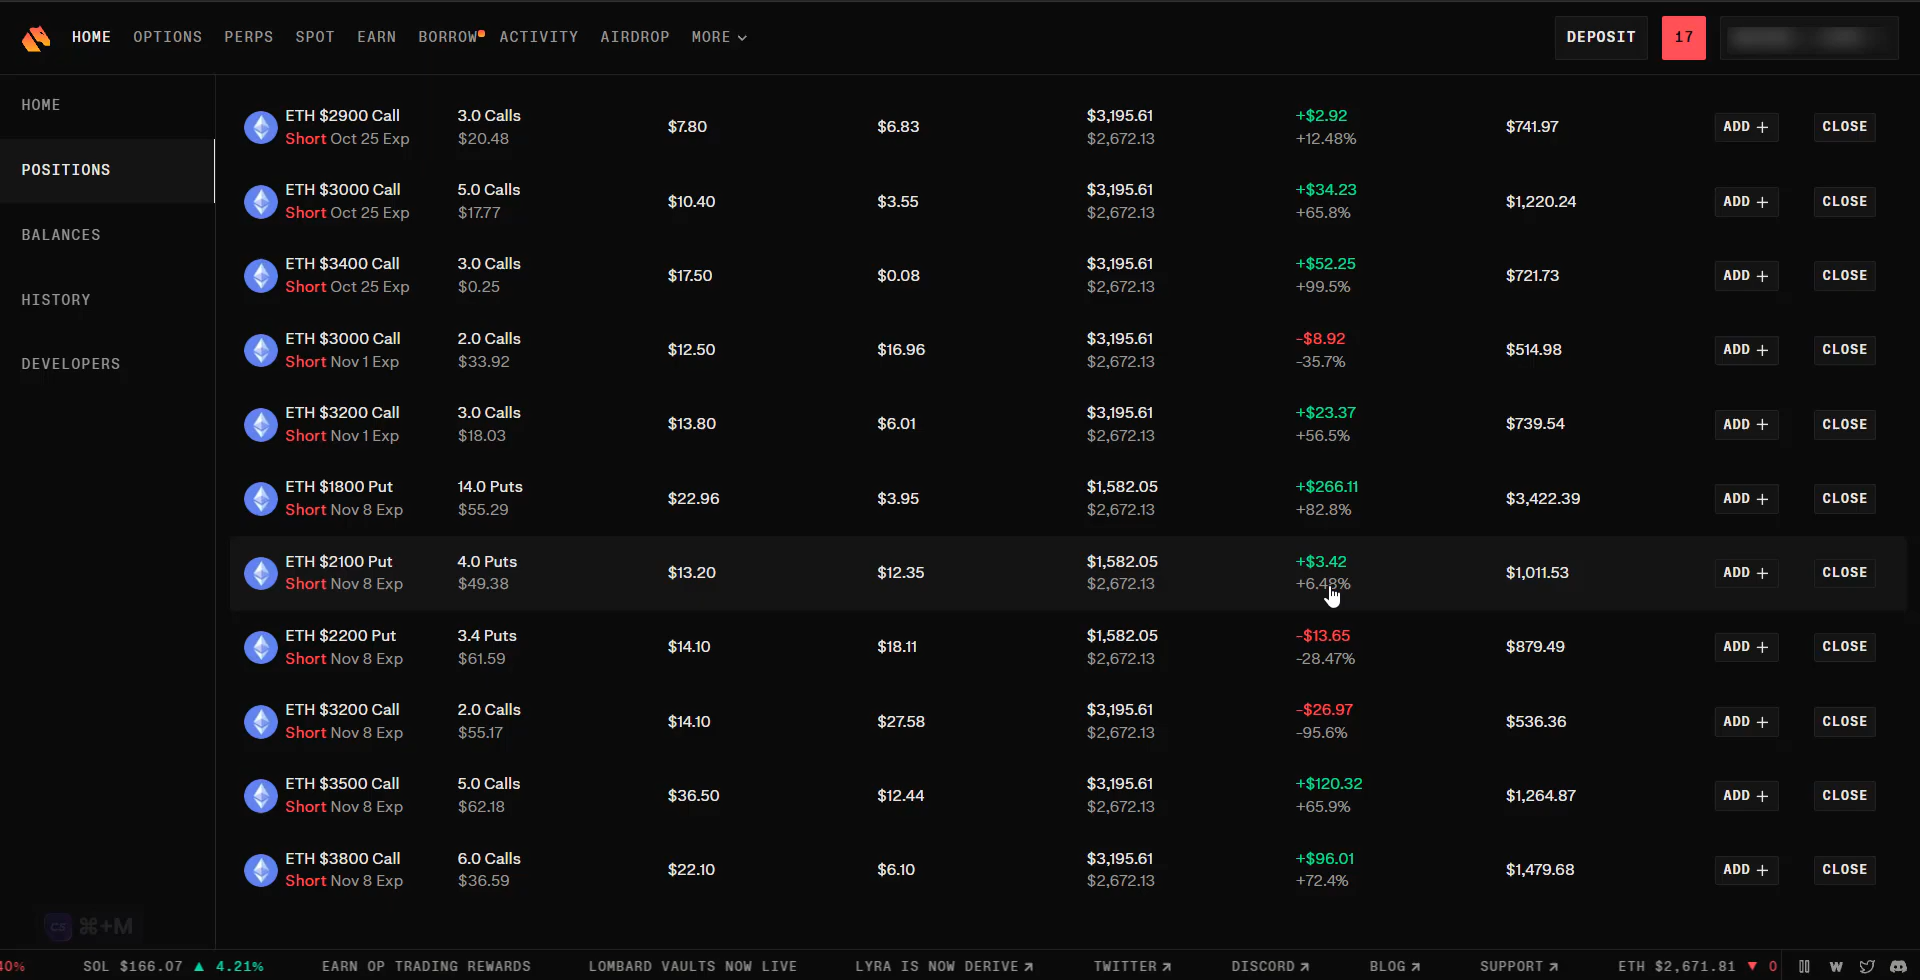 HOME OPTIONS PERPS SPOT EARN BORROW ACTIVITY AIRDROP MORE DEPOSIT 17
HOME
POSITIONS
BALANCES
HISTORY
DEVELOPERS
ETH $2900 Call 3.0 Calls $7.80 $6.83 $3,195.61 +$2.92 $741.97 ADD + CLOSE
Short Oct 25 Exp $20.48 $2,672.13 +12.48%
ETH $3000 Call 5.0 Calls $10.40 $3.55 $3,195.61 +$34.23 $1,220.24 ADD + CLOSE
Short Oct 25 Exp $17.77 $2,672.13 +65.8%
ETH $3400 Call 3.0 Calls $17.50 $0.08 $3,195.61 +$52.25 $721.73 ADD + CLOSE
Short Oct 25 Exp $0.25 $2,672.13 +99.5%
ETH $3000 Call 2.0 Calls $12.50 $16.96 $3,195.61 -$8.92 $514.98 ADD + CLOSE
Short Nov 1 Exp $33.92 $2,672.13 -35.7%
ETH $3200 Call 3.0 Calls $13.80 $6.01 $3,195.61 +$23.37 $739.54 ADD + CLOSE
Short Nov 1 Exp $18.03 $2,672.13 +56.5%
ETH $1800 Put 14.0 Puts $22.96 $3.95 $1,582.05 +$266.11 $3,422.39 ADD + CLOSE
Short Nov 8 Exp $55.29 $2,672.13 +82.8%
ETH $2100 Put 4.0 Puts $13.20 $12.35 $1,582.05 +$3.42 $1,011.53 ADD + CLOSE
Short Nov 8 Exp $49.38 $2,672.13 +6.48%
ETH $2200 Put 3.4 Puts $14.10 $18.11 $1,582.05 -$13.65 $879.49 ADD + CLOSE
Short Nov 8 Exp $61.59 $2,672.13 -28.47%
ETH $3200 Call 2.0 Calls $14.10 $27.58 $3,195.61 -$26.97 $536.36 ADD + CLOSE
Short Nov 8 Exp $55.17 $2,672.13 -95.6%
ETH $3500 Call 5.0 Calls $36.50 $12.44 $3,195.61 +$120.32 $1,264.87 ADD + CLOSE
Short Nov 8 Exp $62.18 $2,672.13 +65.9%
ETH $3800 Call 6.0 Calls $22.10 $6.10 $3,195.61 +$96.01 $1,479.68 ADD + CLOSE
Short Nov 8 Exp $36.59 $2,672.13 +72.4%
⌘+M
40% SOL $166.07 ▲ 4.21% EARN OP TRADING REWARDS LOMBARD VAULTS NOW LIVE LYRA IS NOW DERIVE↗ TWITTER↗ DISCORD↗ BLOG↗ SUPPORT↗ ETH $2,671.81 ▼ 0